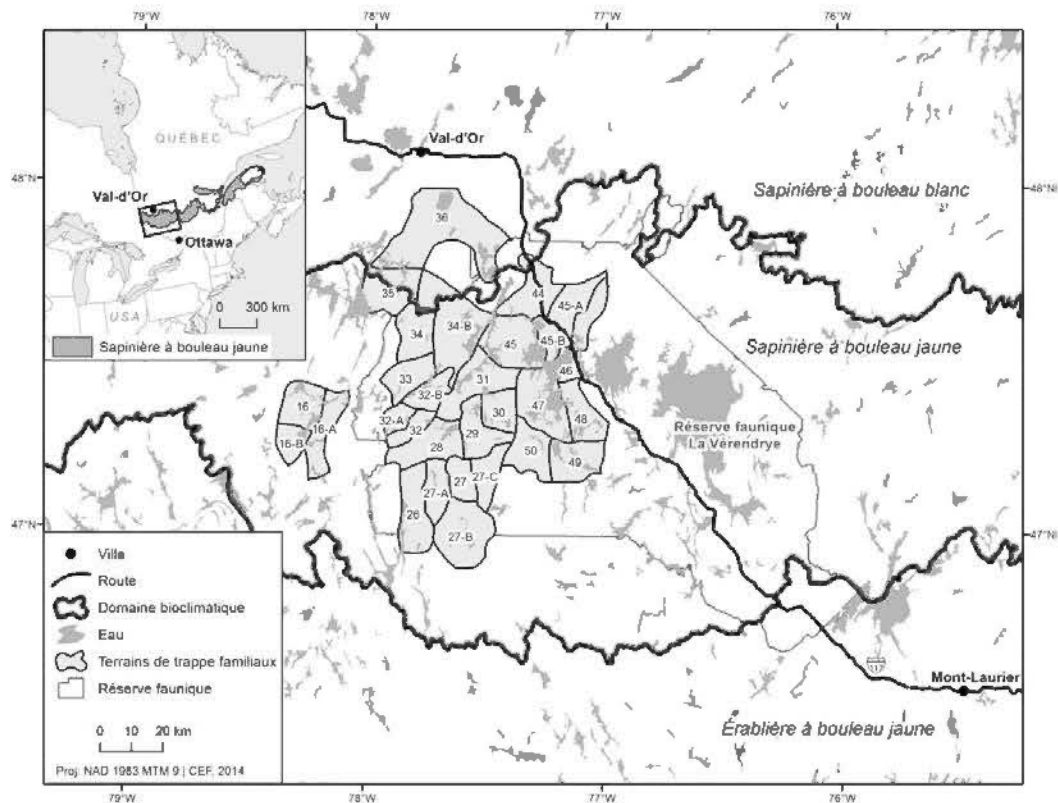 79°W 78°W 77°W 76°W
QUÉBEC
Val-d'Or
Ottawa
USA
0 300 km
Sapinière à bouleau jaune
Val-d'Or
48°N 48°N
Sapinière à bouleau blanc
36
35
44
45-A
34
34-B
45
45-B
Sapinière à bouleau jaune
46
33
31
32-B
16
47
32-A
30
48
16-A
32
29
Réserve faunique
La Vérendrye
16-B
28
50
49
27-A
27
27-C
26
27-B
47°N 47°N
Ville
Route
Domaine bioclimatique
Eau
Terrains de trappe familiaux
Réserve faunique
0 10 20 km
Proj: NAD 1983 MTM 9 | CEF, 2014
117
Mont-Laurier
Érablière à bouleau jaune
79°W 78°W 77°W 76°W